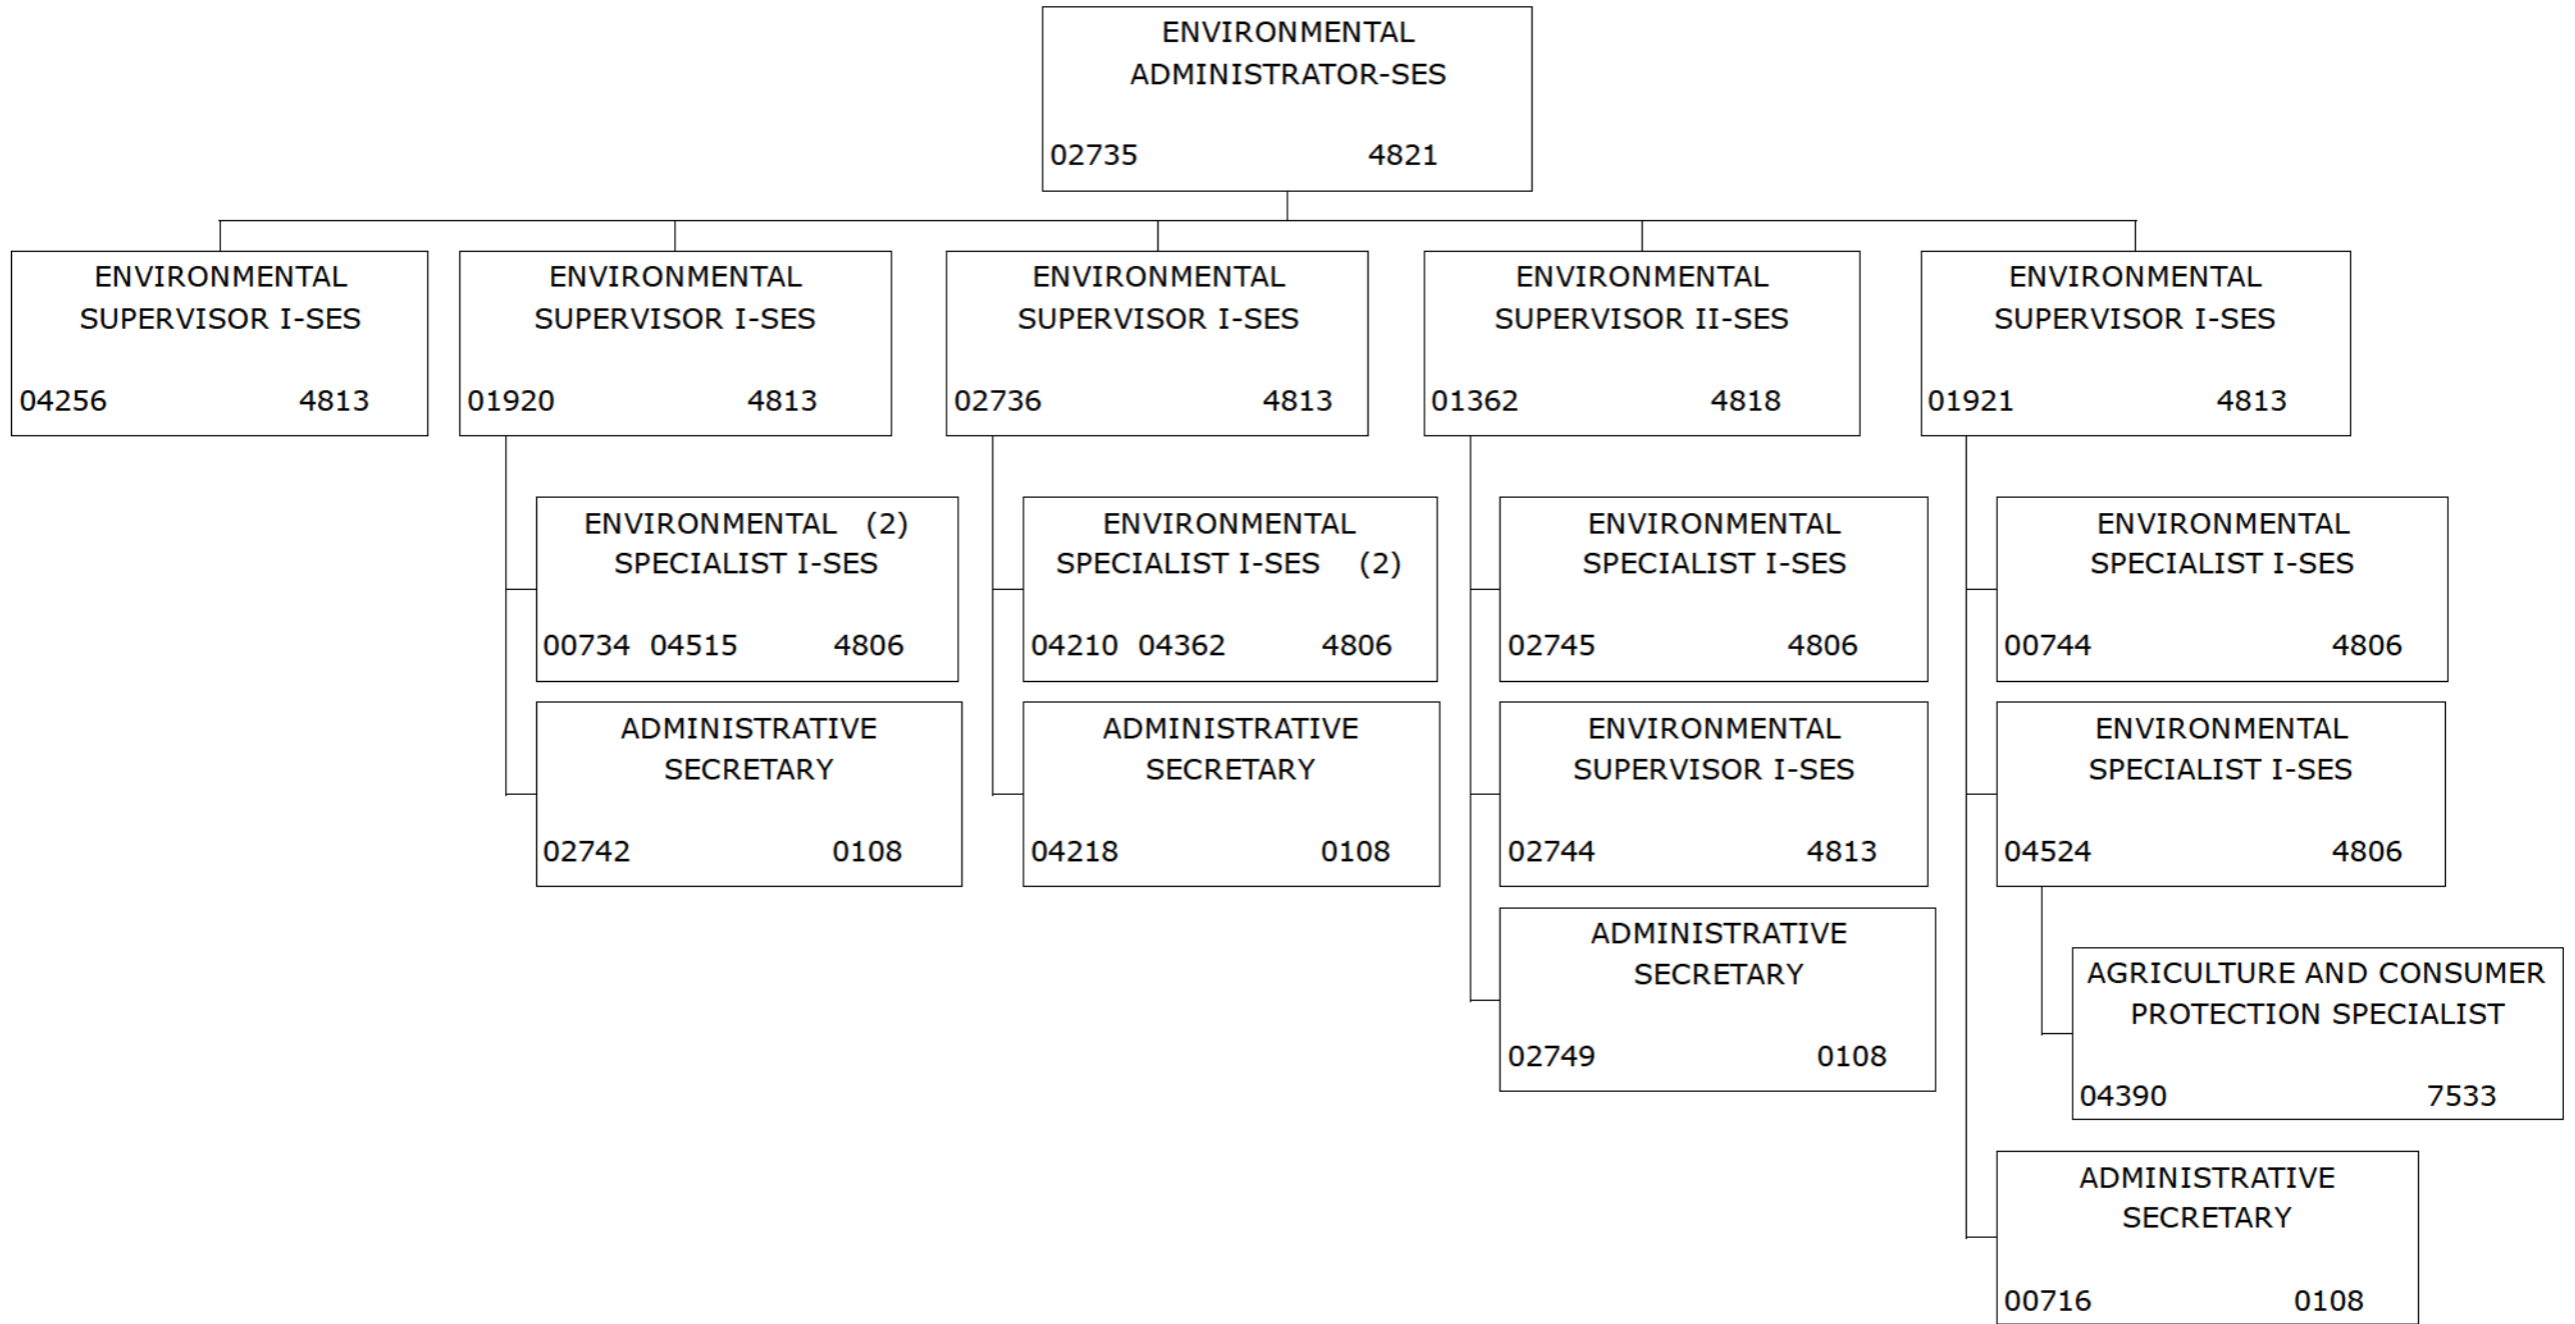 ENVIRONMENTAL
ADMINISTRATOR-SES
02735 4821
ENVIRONMENTAL
SUPERVISOR I-SES
04256 4813
ENVIRONMENTAL
SUPERVISOR I-SES
01920 4813
ENVIRONMENTAL
SUPERVISOR I-SES
02736 4813
ENVIRONMENTAL
SUPERVISOR II-SES
01362 4818
ENVIRONMENTAL
SUPERVISOR I-SES
01921 4813
ENVIRONMENTAL (2)
SPECIALIST I-SES
00734 04515 4806
ADMINISTRATIVE
SECRETARY
02742 0108
ENVIRONMENTAL
SPECIALIST I-SES (2)
04210 04362 4806
ADMINISTRATIVE
SECRETARY
04218 0108
ENVIRONMENTAL
SPECIALIST I-SES
02745 4806
ENVIRONMENTAL
SUPERVISOR I-SES
02744 4813
ADMINISTRATIVE
SECRETARY
02749 0108
ENVIRONMENTAL
SPECIALIST I-SES
00744 4806
ENVIRONMENTAL
SPECIALIST I-SES
04524 4806
AGRICULTURE AND CONSUMER
PROTECTION SPECIALIST
04390 7533
ADMINISTRATIVE
SECRETARY
00716 0108